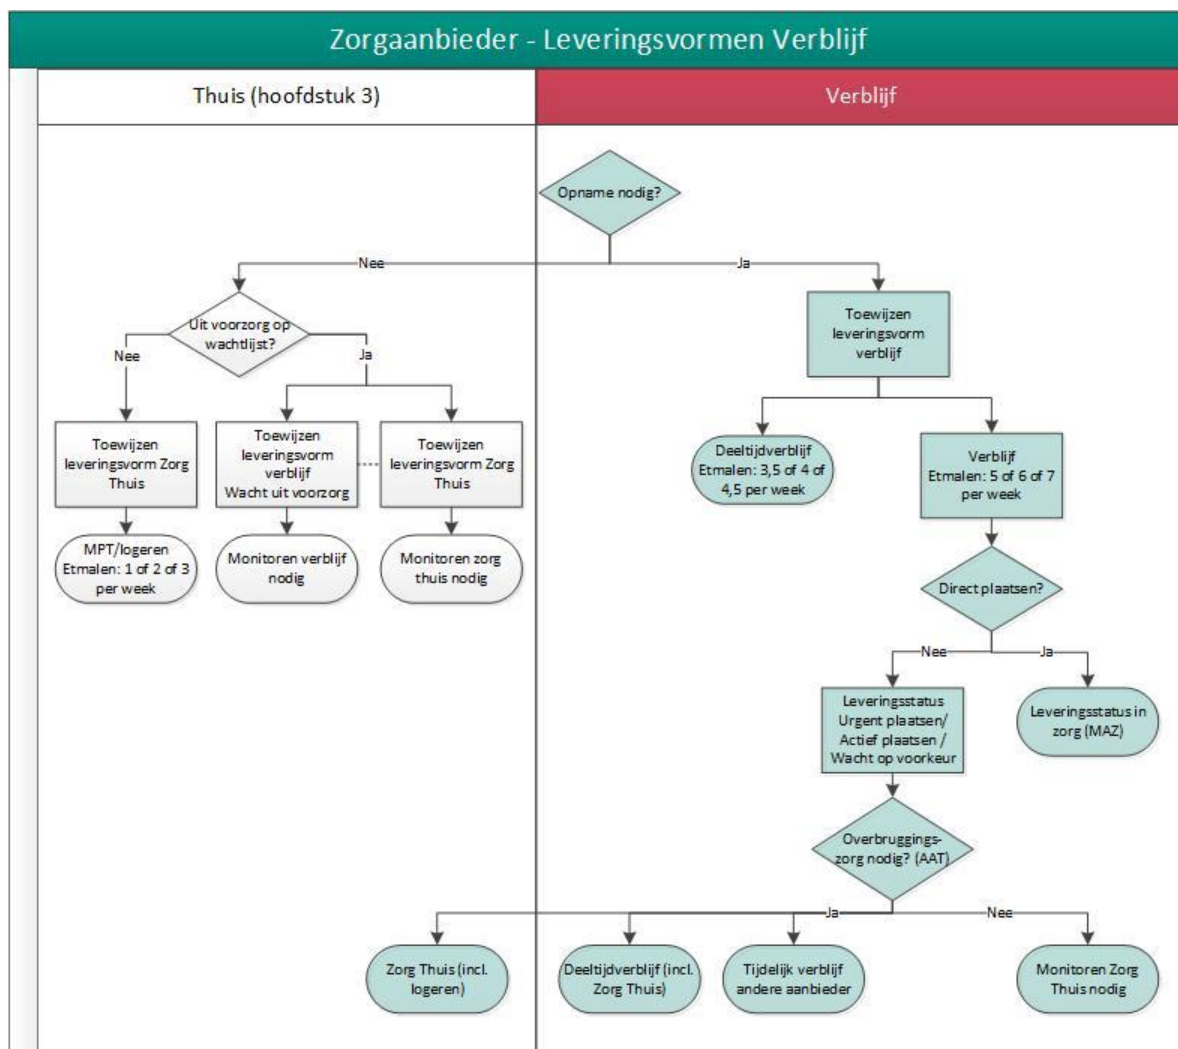 Zorgaanbieder - Leveringsvormen Verblijf
Thuis (hoofdstuk 3)
Verblijf
Opname nodig?
Nee
Ja
Uit voorzorg op
wachtlijst?
Nee
Ja
Toewijzen
leveringsvorm
verblijf
Toewijzen
leveringsvorm Zorg
Thuis
Toewijzen
leveringsvorm
verblijf
Wacht uit voorzorg
Toewijzen
leveringsvorm Zorg
Thuis
Deeltijdverblijf
Etmalen: 3,5 of 4 of
4,5 per week
Verblijf
Etmalen: 5 of 6 of 7
per week
MPT/logeren
Etmalen: 1 of 2 of 3
per week
Monitoren verblijf
nodig
Monitoren zorg
thuis nodig
Direct plaatsen?
Nee
Ja
Leveringsstatus
Urgent plaatsen/
Actief plaatsen /
Wacht op voorkeur
Leveringsstatus in
zorg (MAZ)
Overbruggings-
zorg nodig? (AAT)
Ja
Nee
Zorg Thuis (incl.
logeren)
Deeltijdverblijf (incl.
Zorg Thuis)
Tijdelijk verblijf
andere aanbieder
Monitoren Zorg
Thuis nodig